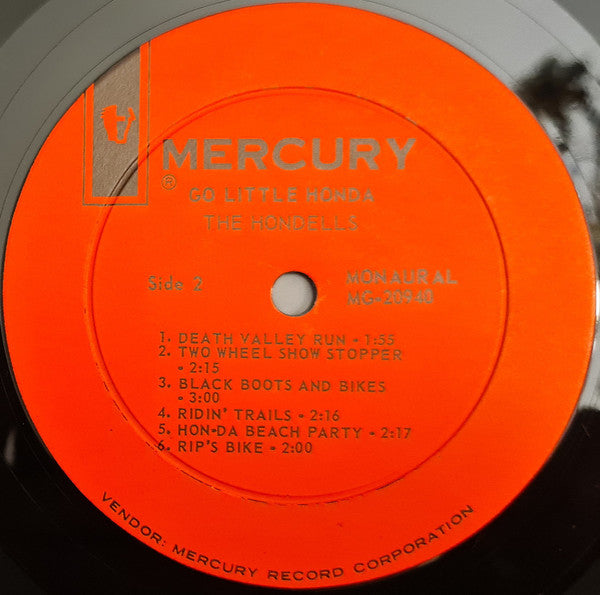 MERCURY
®
GO LITTLE HONDA
THE HONDELLS
Side 2
MONAURAL
MG-20940
1. DEATH VALLEY RUN • 1:55
2. TWO WHEEL SHOW STOPPER
• 2:15
3. BLACK BOOTS AND BIKES
• 3:00
4. RIDIN' TRAILS • 2:16
5. HON-DA BEACH PARTY • 2:17
6. RIP'S BIKE • 2:00
VENDOR: MERCURY RECORD CORPORATION